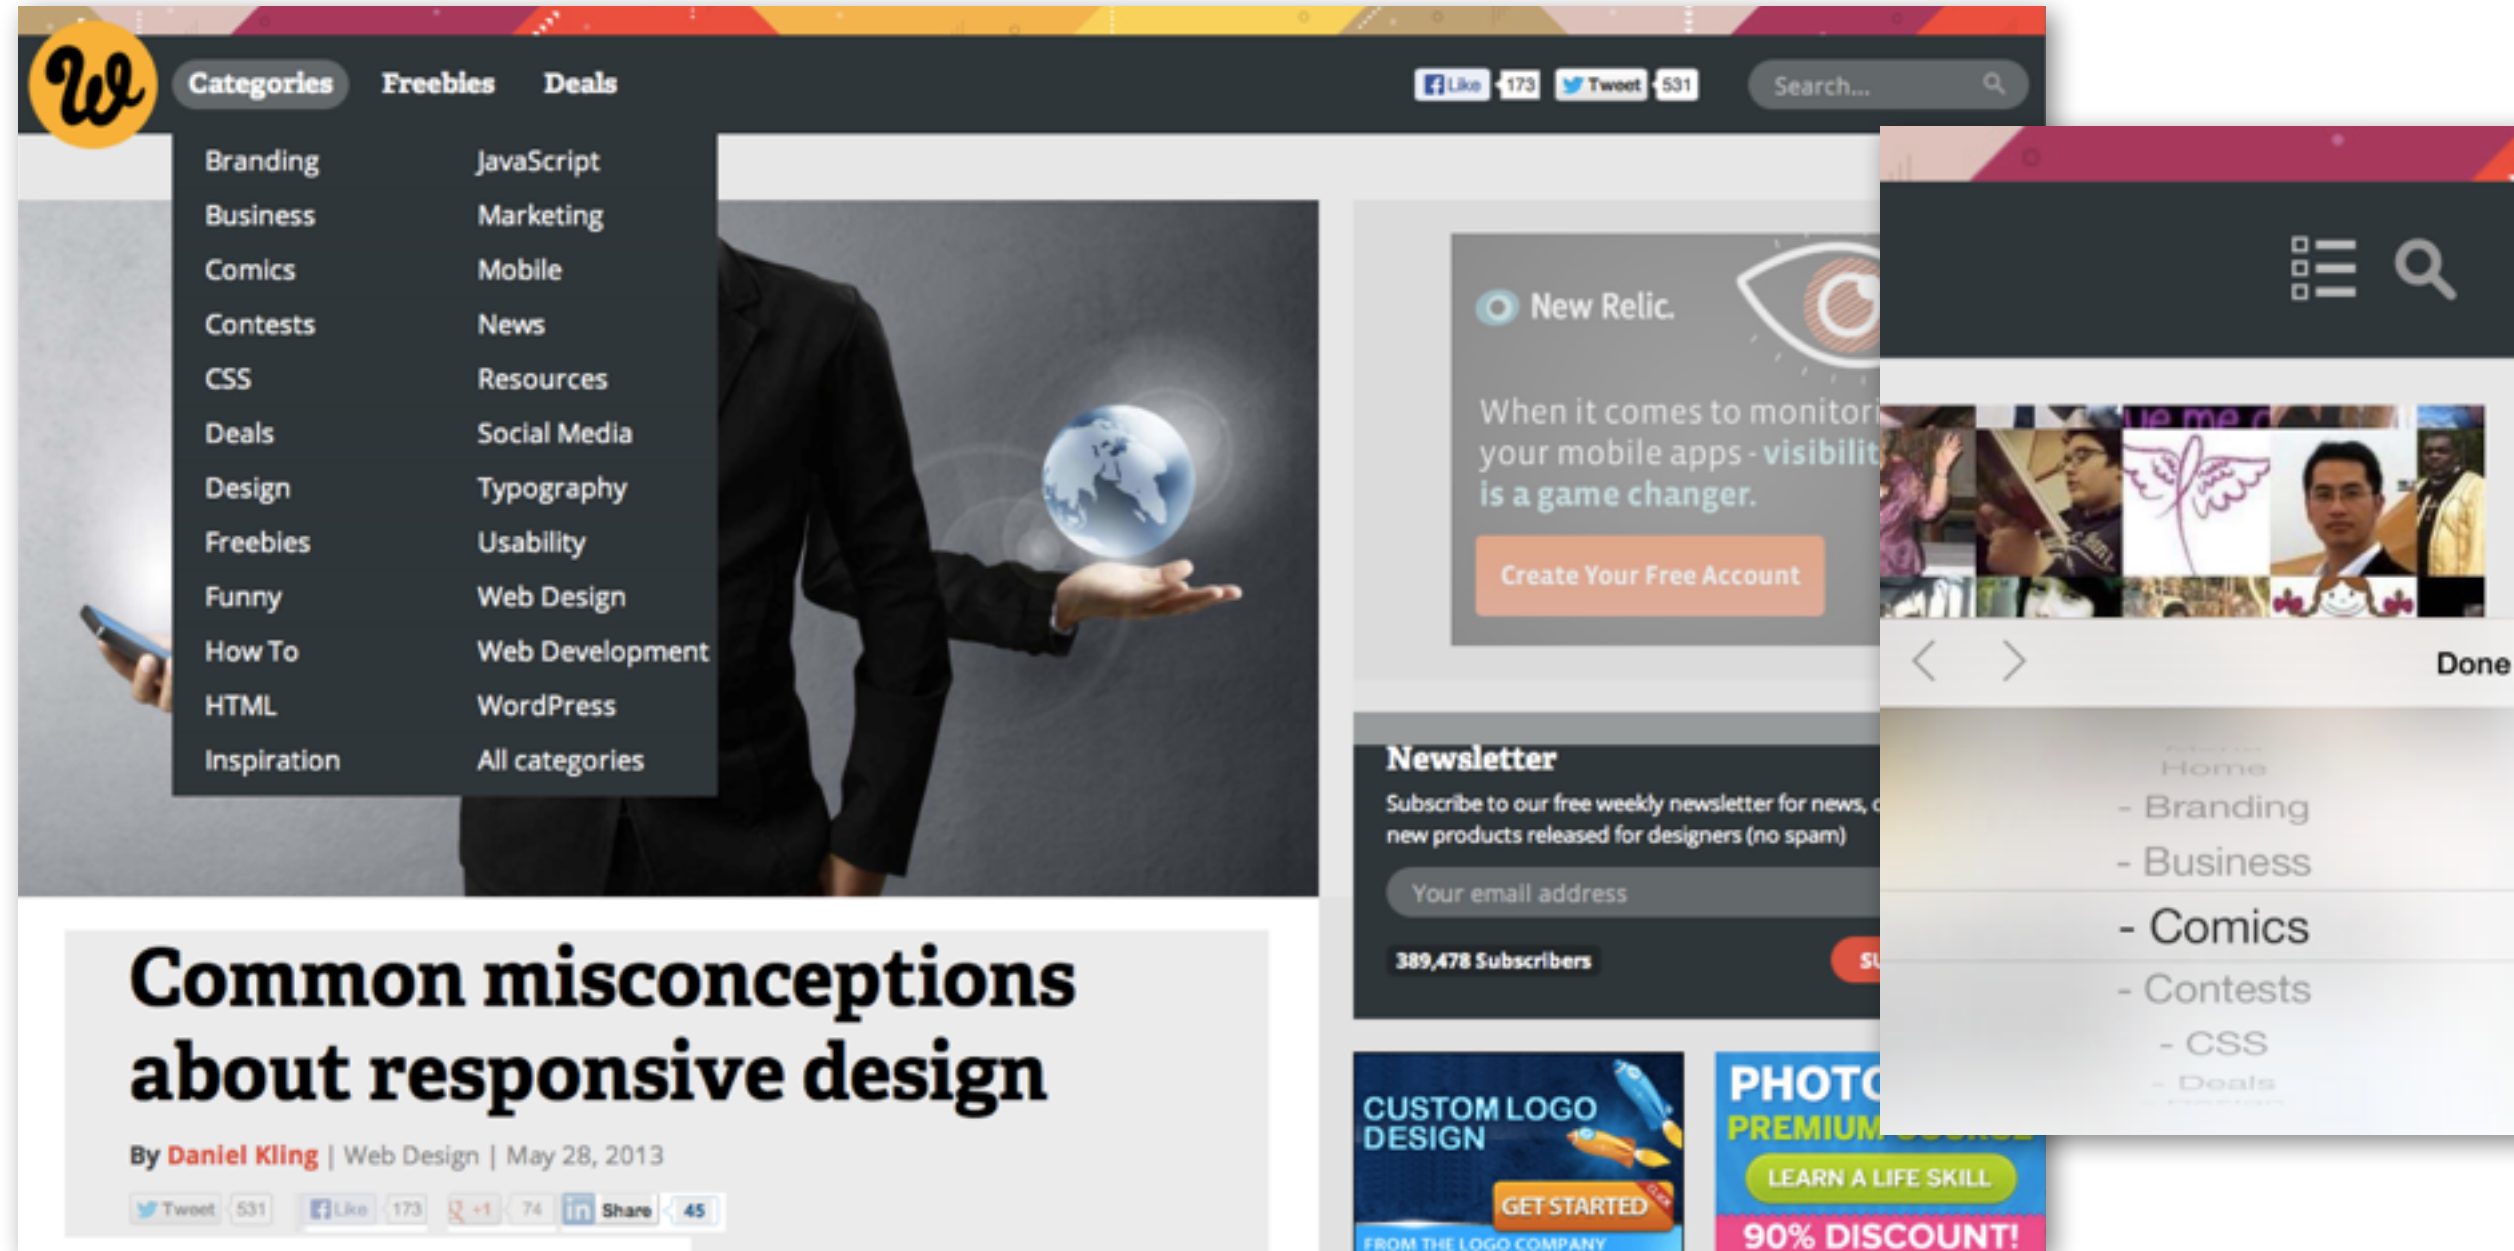 W
Categories Freebies Deals
Like 173 Tweet 531
Search...
Branding
Business
Comics
Contests
CSS
Deals
Design
Freebies
Funny
How To
HTML
Inspiration
JavaScript
Marketing
Mobile
News
Resources
Social Media
Typography
Usability
Web Design
Web Development
WordPress
All categories
New Relic.
When it comes to monitori
your mobile apps - visibilit
is a game changer.
Create Your Free Account
Newsletter
Subscribe to our free weekly newsletter for news,
new products released for designers (no spam)
Your email address
389,478 Subscribers
SU
Common misconceptions
about responsive design
By Daniel Kling | Web Design | May 28, 2013
Tweet 531 Like 173 +1 74 in Share 45
CUSTOM LOGO
DESIGN
GET STARTED
CLICK
FROM THE LOGO COMPANY
PHOTO
PREMIUM
LEARN A LIFE SKILL
90% DISCOUNT!
ue me
Done
Home
- Branding
- Business
- Comics
- Contests
- CSS
- Deals